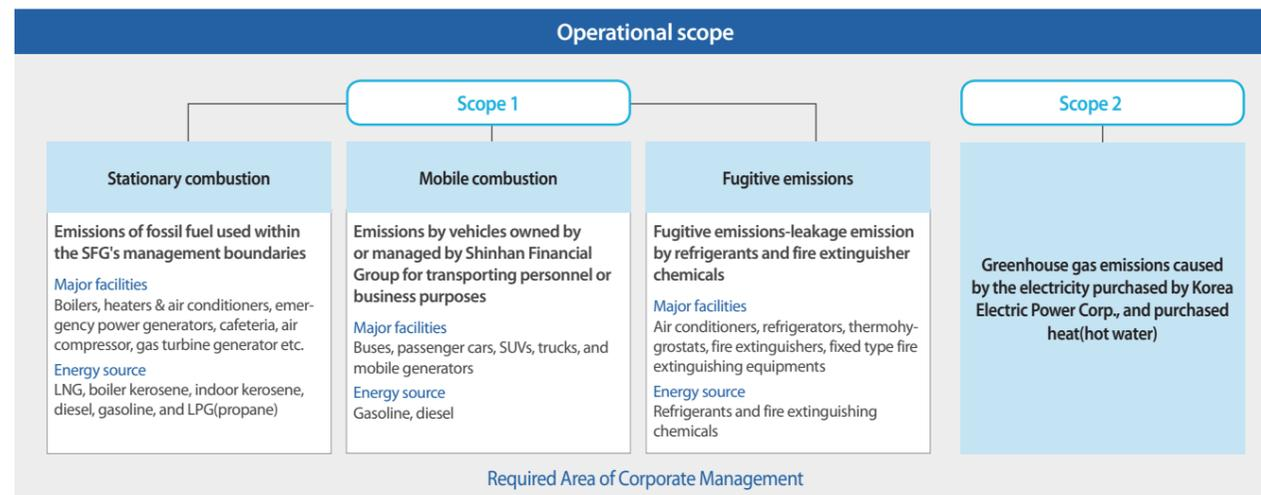 Operational scope
Scope 1
Scope 2
Stationary combustion
Emissions of fossil fuel used within
the SFG's management boundaries
Major facilities
Boilers, heaters & air conditioners, emer-
gency power generators, cafeteria, air
compressor, gas turbine generator etc.
Energy source
LNG, boiler kerosene, indoor kerosene,
diesel, gasoline, and LPG(propane)
Mobile combustion
Emissions by vehicles owned by
or managed by Shinhan Financial
Group for transporting personnel or
business purposes
Major facilities
Buses, passenger cars, SUVs, trucks, and
mobile generators
Energy source
Gasoline, diesel
Fugitive emissions
Fugitive emissions-leakage emission
by refrigerants and fire extinguisher
chemicals
Major facilities
Air conditioners, refrigerators, thermohy-
grostats, fire extinguishers, fixed type fire
extinguishing equipments
Energy source
Refrigerants and fire extinguishing
chemicals
Greenhouse gas emissions caused
by the electricity purchased by Korea
Electric Power Corp., and purchased
heat(hot water)
Required Area of Corporate Management